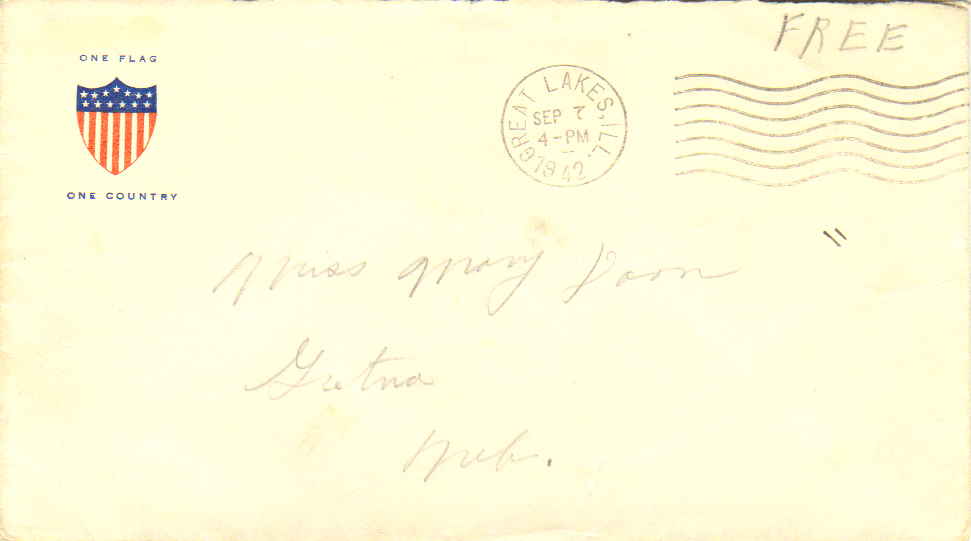 FREE
ONE FLAG
GREAT LAKES, ILL.
SEP 7
4-PM
1942
ONE COUNTRY
Miss Mary
Gretna
Neb.